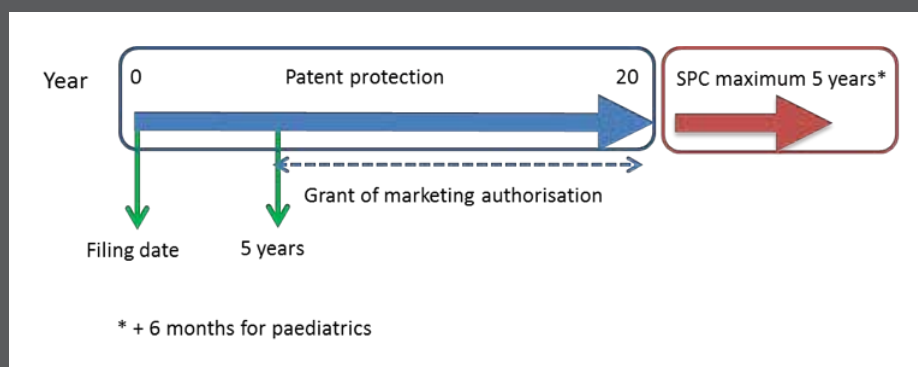 Year 0 Patent protection 20 SPC maximum 5 years*
Grant of marketing authorisation
Filing date 5 years
* + 6 months for paediatrics